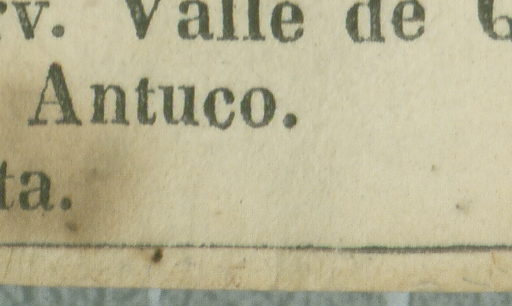 rv. Valle de
Antuco.
ta.